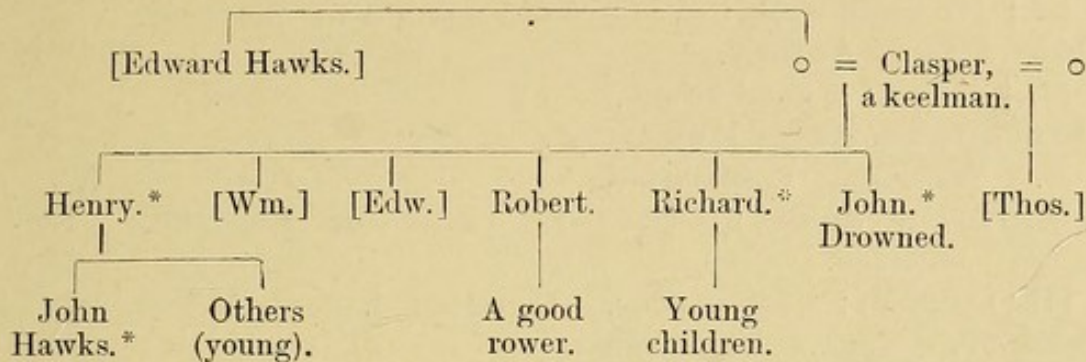 [Edward Hawks.] ○ = Clasper, = ○
a keelman.
Henry.* [Wm.] [Edw.] Robert. Richard.* John.* [Thos.]
Drowned.
John Others A good Young
Hawks.* (young). rower. children.